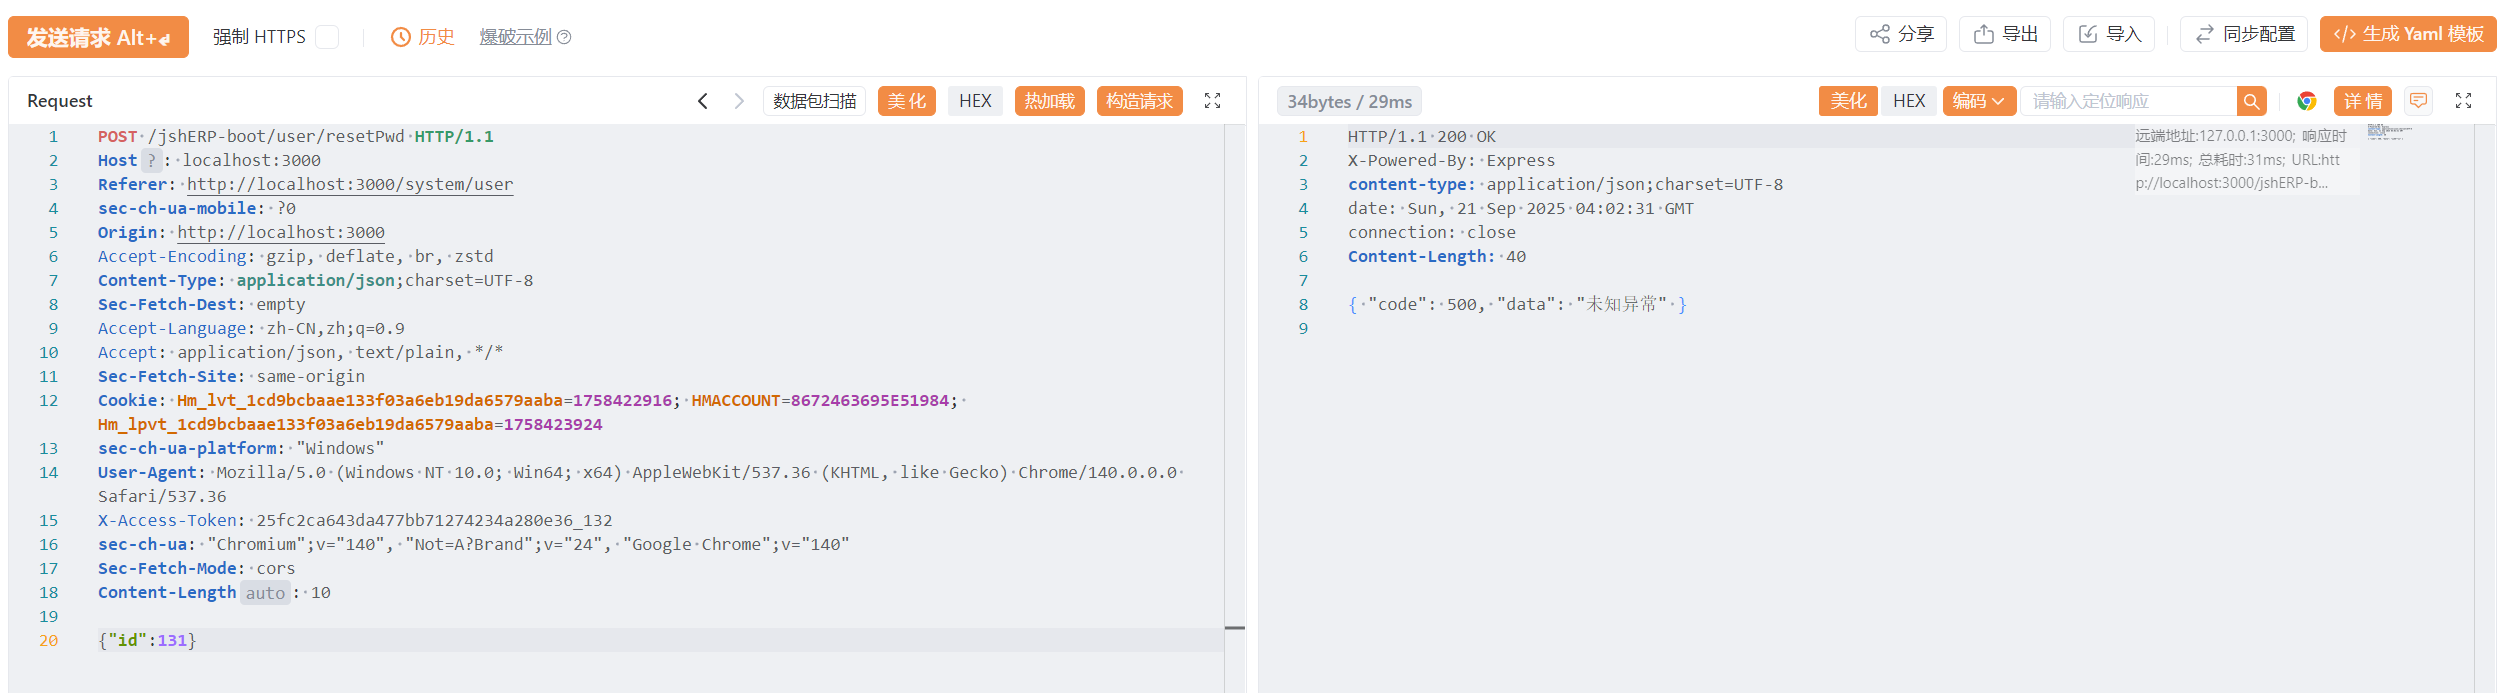 发送请求 Alt+↲ 强制 HTTPS 历史 爆破示例 分享 导出 导入 同步配置 </> 生成 Yaml 模板
Request 数据包扫描 美化 HEX 热加载 构造请求
1 POST /jshERP-boot/user/resetPwd HTTP/1.1
2 Host ? : localhost:3000
3 Referer: http://localhost:3000/system/user
4 sec-ch-ua-mobile: ?0
5 Origin: http://localhost:3000
6 Accept-Encoding: gzip, deflate, br, zstd
7 Content-Type: application/json;charset=UTF-8
8 Sec-Fetch-Dest: empty
9 Accept-Language: zh-CN,zh;q=0.9
10 Accept: application/json, text/plain, */*
11 Sec-Fetch-Site: same-origin
12 Cookie: Hm_lvt_1cd9bcbaae133f03a6eb19da6579aaba=1758422916; HMACCOUNT=8672463695E51984;
Hm_lpvt_1cd9bcbaae133f03a6eb19da6579aaba=1758423924
13 sec-ch-ua-platform: "Windows"
14 User-Agent: Mozilla/5.0 (Windows NT 10.0; Win64; x64) AppleWebKit/537.36 (KHTML, like Gecko) Chrome/140.0.0.0
Safari/537.36
15 X-Access-Token: 25fc2ca643da477bb71274234a280e36_132
16 sec-ch-ua: "Chromium";v="140", "Not=A?Brand";v="24", "Google Chrome";v="140"
17 Sec-Fetch-Mode: cors
18 Content-Length auto : 10
19
20 {"id":131}
34bytes / 29ms 美化 HEX 编码 请输入定位响应 详情
1 HTTP/1.1 200 OK
2 X-Powered-By: Express
3 content-type: application/json;charset=UTF-8
4 date: Sun, 21 Sep 2025 04:02:31 GMT
5 connection: close
6 Content-Length: 40
7
8 { "code": 500, "data": "未知异常" }
9
远端地址:127.0.0.1:3000; 响应时
间:29ms; 总耗时:31ms; URL:htt
p://localhost:3000/jshERP-b...